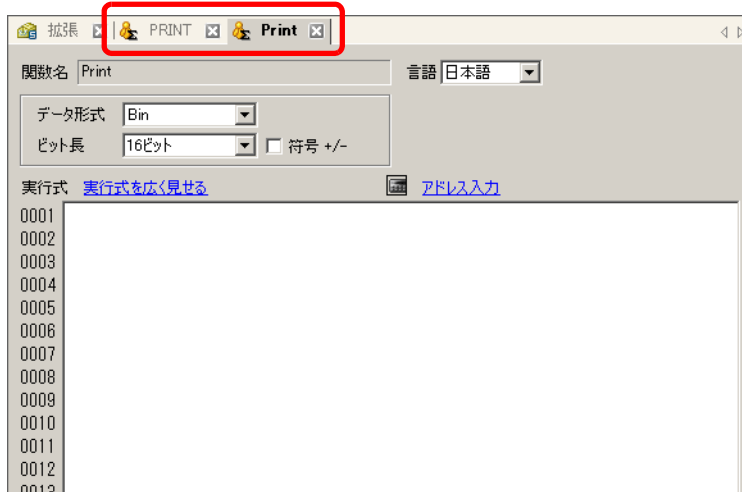 拡張 PRINT Print
関数名 Print 言語 日本語
データ形式 Bin
ビット長 16ビット 符号 +/-
実行式 実行式を広く見せる アドレス入力
0001
0002
0003
0004
0005
0006
0007
0008
0009
0010
0011
0012
0013